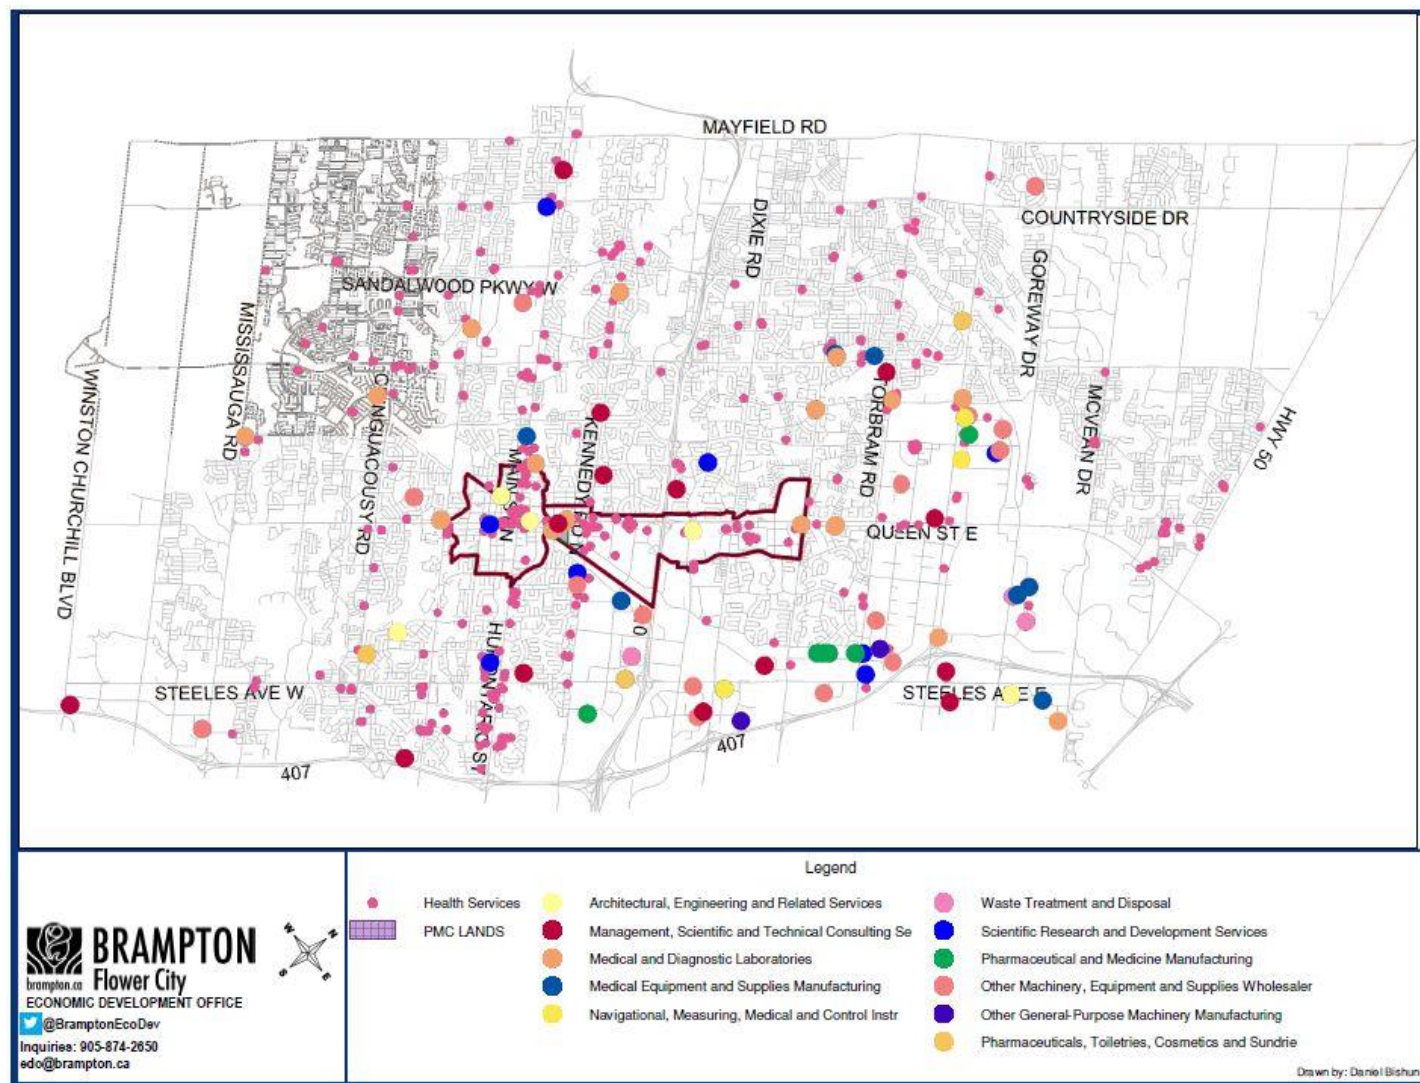 MAYFIELD RD
DIXIE RD
COUNTRYSIDE DR
SANDALWOOD PKWY W
GOREWAY DR
MISSISSAUGA RD
WINSTON CHURCHILL BLVD
TORBRAM RD
MCVEAN DR
HWY 50
QUEEN ST E
STEELES AVE W
407
407
Legend
Health Services
PMC LANDS
Architectural, Engineering and Related Services
Management, Scientific and Technical Consulting Se
Medical and Diagnostic Laboratories
Medical Equipment and Supplies Manufacturing
Navigational, Measuring, Medical and Control Instr
Waste Treatment and Disposal
Scientific Research and Development Services
Pharmaceutical and Medicine Manufacturing
Other Machinery, Equipment and Supplies Wholesaler
Other General-Purpose Machinery Manufacturing
Pharmaceuticals, Toiletries, Cosmetics and Sundrie
BRAMPTON
brampton.ca Flower City
ECONOMIC DEVELOPMENT OFFICE
@BramptonEcoDev
Inquiries: 905-874-2650
edo@brampton.ca
W N
S E
Drawn by: Daniel Bishun